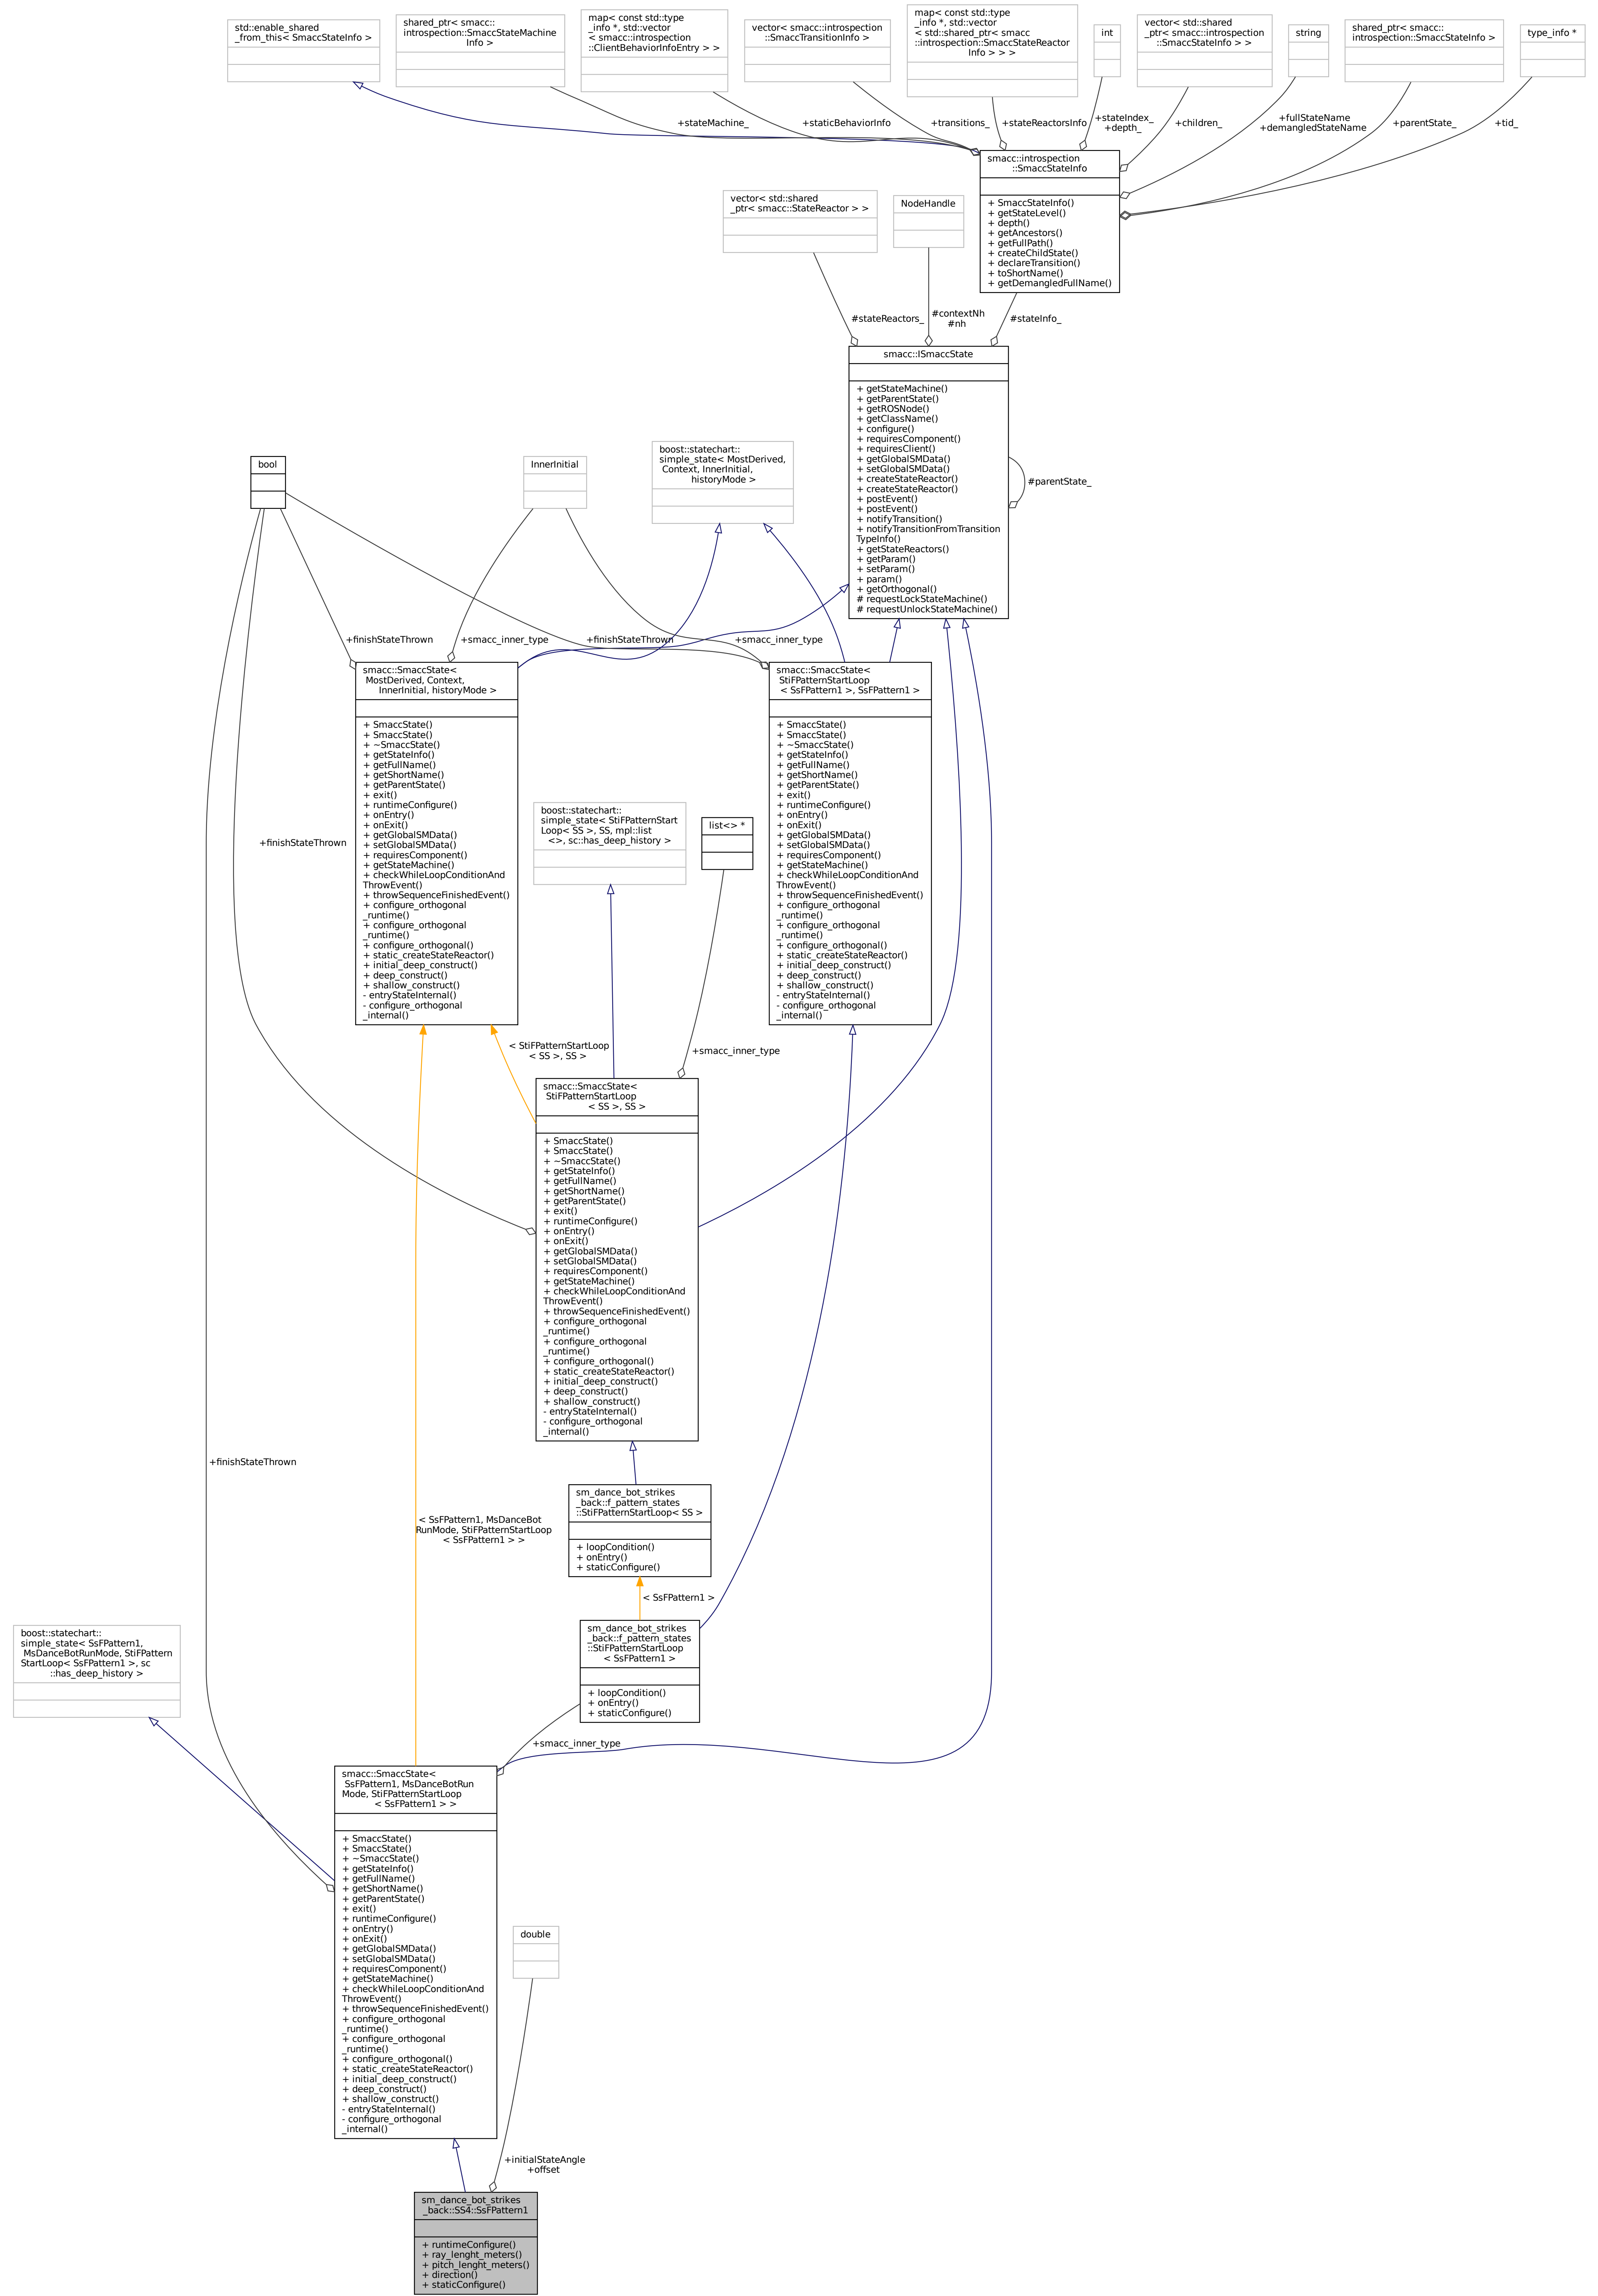 std::enable_shared
_from_this< SmaccStateInfo >
shared_ptr< smacc::
introspection::SmaccStateMachine
Info >
map< const std::type
_info *, std::vector
< smacc::introspection
::ClientBehaviorInfoEntry > >
vector< smacc::introspection
::SmaccTransitionInfo >
map< const std::type
_info *, std::vector
< std::shared_ptr< smacc
::introspection::SmaccStateReactor
Info > > >
int
vector< std::shared
_ptr< smacc::introspection
::SmaccStateInfo > >
string
shared_ptr< smacc::
introspection::SmaccStateInfo >
type_info *
+stateMachine_
+staticBehaviorInfo
+transitions_
+stateReactorsInfo
+stateIndex_
+depth_
+children_
+fullStateName
+demangledStateName
+parentState_
+tid_
smacc::introspection
::SmaccStateInfo
+ SmaccStateInfo()
+ getStateLevel()
+ depth()
+ getAncestors()
+ getFullPath()
+ createChildState()
+ declareTransition()
+ toShortName()
+ getDemangledFullName()
vector< std::shared
_ptr< smacc::StateReactor > >
NodeHandle
#stateReactors_
#contextNh
#nh
#stateInfo_
smacc::ISmaccState
+ getStateMachine()
+ getParentState()
+ getROSNode()
+ getClassName()
+ configure()
+ requiresComponent()
+ requiresClient()
+ getGlobalSMData()
+ setGlobalSMData()
+ createStateReactor()
+ createStateReactor()
+ postEvent()
+ postEvent()
+ notifyTransition()
+ notifyTransitionFromTransition
TypeInfo()
+ getStateReactors()
+ getParam()
+ setParam()
+ param()
+ getOrthogonal()
# requestLockStateMachine()
# requestUnlockStateMachine()
#parentState_
bool
InnerInitial
boost::statechart::
simple_state< MostDerived,
Context, InnerInitial,
historyMode >
+finishStateThrown
+smacc_inner_type
+finishStateThrown
+smacc_inner_type
smacc::SmaccState<
MostDerived, Context,
InnerInitial, historyMode >
+ SmaccState()
+ SmaccState()
+ ~SmaccState()
+ getStateInfo()
+ getFullName()
+ getShortName()
+ getParentState()
+ exit()
+ runtimeConfigure()
+ onEntry()
+ onExit()
+ getGlobalSMData()
+ setGlobalSMData()
+ requiresComponent()
+ getStateMachine()
+ checkWhileLoopConditionAnd
ThrowEvent()
+ throwSequenceFinishedEvent()
+ configure_orthogonal
_runtime()
+ configure_orthogonal
_runtime()
+ configure_orthogonal()
+ static_createStateReactor()
+ initial_deep_construct()
+ deep_construct()
+ shallow_construct()
- entryStateInternal()
- configure_orthogonal
_internal()
smacc::SmaccState<
StiFPatternStartLoop
< SsFPattern1 >, SsFPattern1 >
+ SmaccState()
+ SmaccState()
+ ~SmaccState()
+ getStateInfo()
+ getFullName()
+ getShortName()
+ getParentState()
+ exit()
+ runtimeConfigure()
+ onEntry()
+ onExit()
+ getGlobalSMData()
+ setGlobalSMData()
+ requiresComponent()
+ getStateMachine()
+ checkWhileLoopConditionAnd
ThrowEvent()
+ throwSequenceFinishedEvent()
+ configure_orthogonal
_runtime()
+ configure_orthogonal
_runtime()
+ configure_orthogonal()
+ static_createStateReactor()
+ initial_deep_construct()
+ deep_construct()
+ shallow_construct()
- entryStateInternal()
- configure_orthogonal
_internal()
boost::statechart::
simple_state< StiFPatternStart
Loop< SS >, SS, mpl::list
<>, sc::has_deep_history >
list<> *
+finishStateThrown
< StiFPatternStartLoop
< SS >, SS >
+smacc_inner_type
smacc::SmaccState<
StiFPatternStartLoop
< SS >, SS >
+ SmaccState()
+ SmaccState()
+ ~SmaccState()
+ getStateInfo()
+ getFullName()
+ getShortName()
+ getParentState()
+ exit()
+ runtimeConfigure()
+ onEntry()
+ onExit()
+ getGlobalSMData()
+ setGlobalSMData()
+ requiresComponent()
+ getStateMachine()
+ checkWhileLoopConditionAnd
ThrowEvent()
+ throwSequenceFinishedEvent()
+ configure_orthogonal
_runtime()
+ configure_orthogonal
_runtime()
+ configure_orthogonal()
+ static_createStateReactor()
+ initial_deep_construct()
+ deep_construct()
+ shallow_construct()
- entryStateInternal()
- configure_orthogonal
_internal()
+finishStateThrown
sm_dance_bot_strikes
_back::f_pattern_states
::StiFPatternStartLoop< SS >
+ loopCondition()
+ onEntry()
+ staticConfigure()
< SsFPattern1, MsDanceBot
RunMode, StiFPatternStartLoop
< SsFPattern1 > >
< SsFPattern1 >
sm_dance_bot_strikes
_back::f_pattern_states
::StiFPatternStartLoop
< SsFPattern1 >
+ loopCondition()
+ onEntry()
+ staticConfigure()
boost::statechart::
simple_state< SsFPattern1,
MsDanceBotRunMode, StiFPattern
StartLoop< SsFPattern1 >, sc
::has_deep_history >
+smacc_inner_type
smacc::SmaccState<
SsFPattern1, MsDanceBotRun
Mode, StiFPatternStartLoop
< SsFPattern1 > >
+ SmaccState()
+ SmaccState()
+ ~SmaccState()
+ getStateInfo()
+ getFullName()
+ getShortName()
+ getParentState()
+ exit()
+ runtimeConfigure()
+ onEntry()
+ onExit()
+ getGlobalSMData()
+ setGlobalSMData()
+ requiresComponent()
+ getStateMachine()
+ checkWhileLoopConditionAnd
ThrowEvent()
+ throwSequenceFinishedEvent()
+ configure_orthogonal
_runtime()
+ configure_orthogonal
_runtime()
+ configure_orthogonal()
+ static_createStateReactor()
+ initial_deep_construct()
+ deep_construct()
+ shallow_construct()
- entryStateInternal()
- configure_orthogonal
_internal()
double
+initialStateAngle
+offset
sm_dance_bot_strikes
_back::SS4::SsFPattern1
+ runtimeConfigure()
+ ray_lenght_meters()
+ pitch_lenght_meters()
+ direction()
+ staticConfigure()